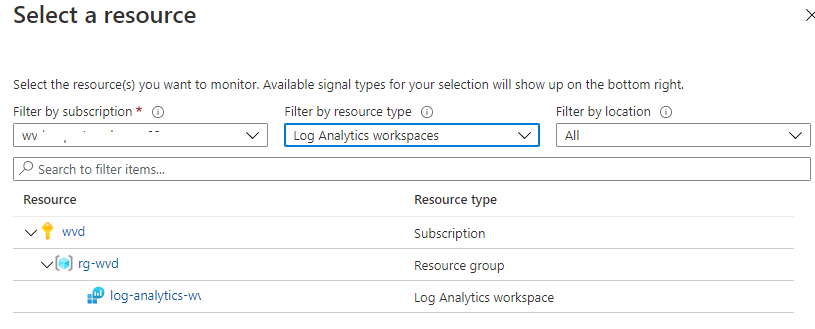 Select a resource
Select the resource(s) you want to monitor. Available signal types for your selection will show up on the bottom right.
Filter by subscription * Filter by resource type Filter by location
Log Analytics workspaces All
Search to filter items...
Resource Resource type
wvd Subscription
rg-wvd Resource group
log-analytics-wv Log Analytics workspace